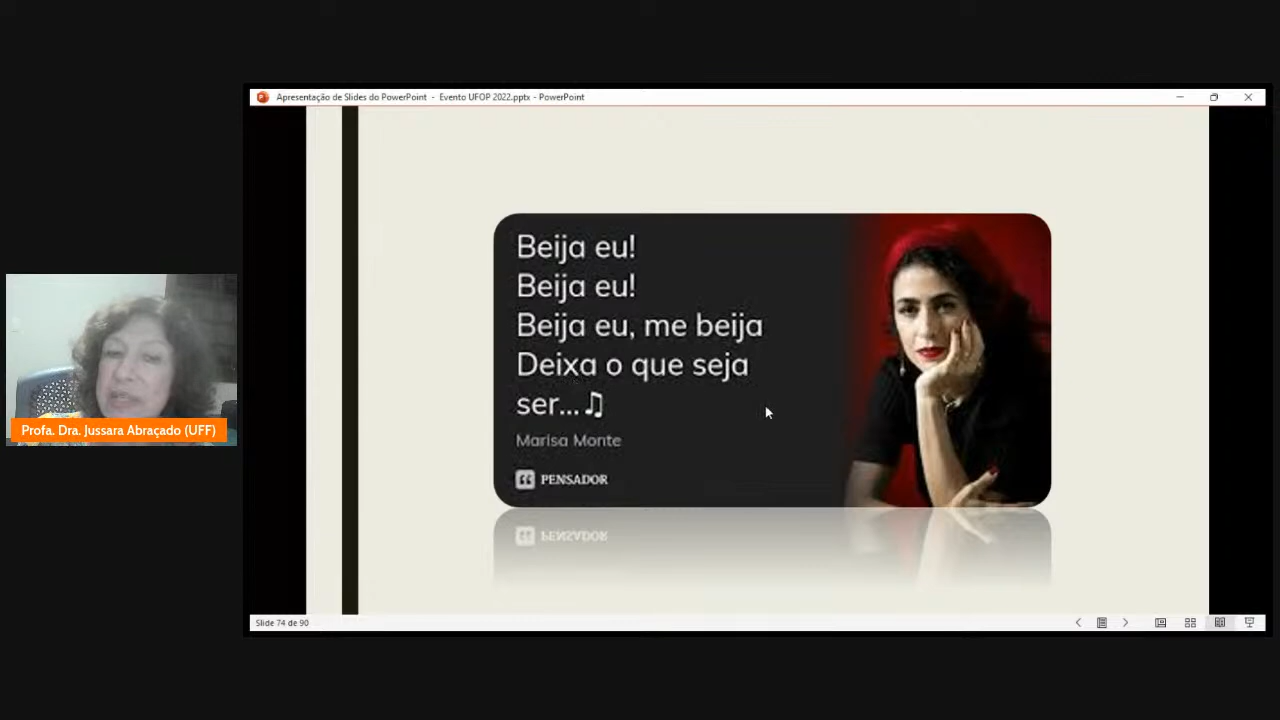 Apresentação de Slides do PowerPoint - Evento UFOP 2022.pptx - PowerPoint
Beija eu!
Beija eu!
Beija eu, me beija
Deixa o que seja
ser...♫
Marisa Monte
PENSADOR
PENSADOR
Profa. Dra. Jussara Abraçado (UFF)
Slide 74 de 90